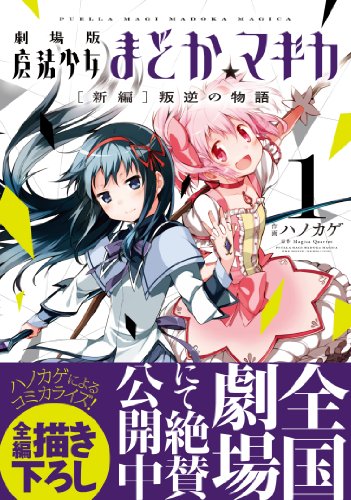 PUELLA MAGI MADOKA MAGICA
劇場版
魔法少女まどか★マギカ
[新編]叛逆の物語
1
作画 ハノカゲ
原作 Magica Quartet
全国
劇場
にて絶賛
公開中
ハノカゲによる
コミカライズ!
全編描き
下ろし